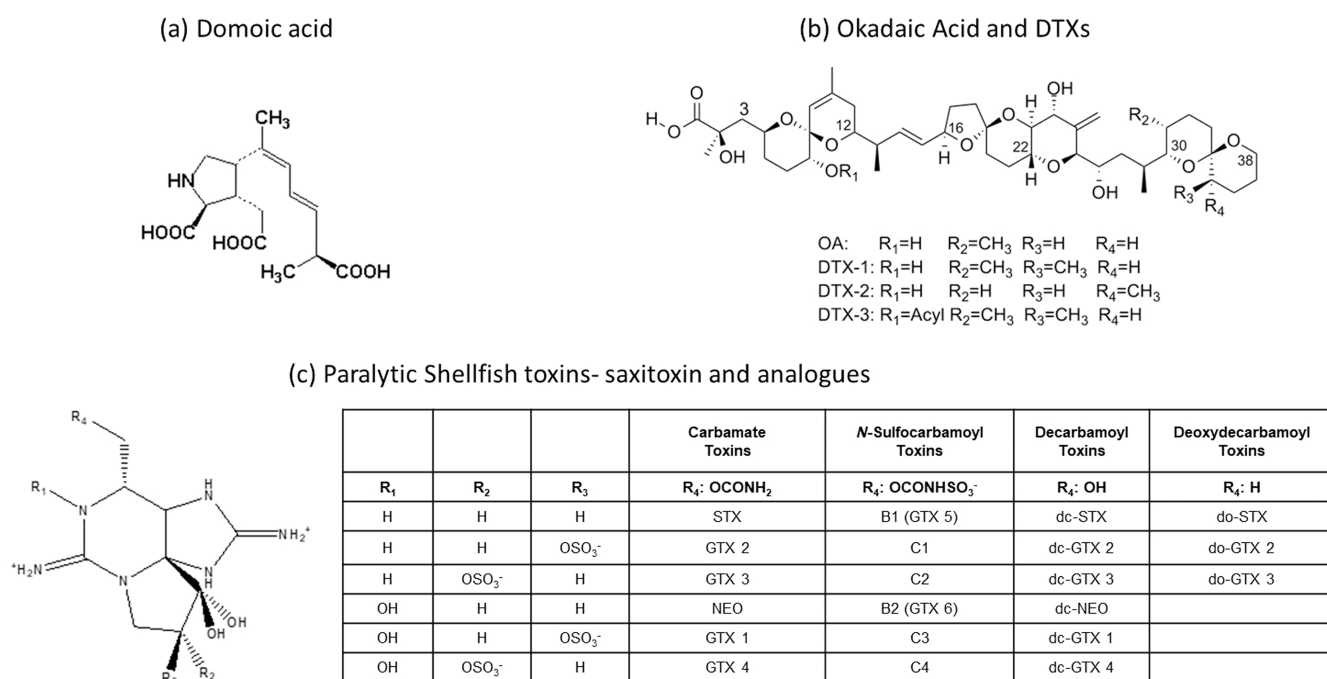 (a) Domoic acid
CH₃
HN
HOOC
HOOC
H₃C
COOH
(b) Okadaic Acid and DTXs
O
H
O
OH
3
O
O
OR₁
12
16
O
H
O
H
OH
22
H
O
OH
R₂
30
O
O
38
R₃
R₄
OA: R₁=H R₂=CH₃ R₃=H R₄=H
DTX-1: R₁=H R₂=CH₃ R₃=CH₃ R₄=H
DTX-2: R₁=H R₂=H R₃=H R₄=CH₃
DTX-3: R₁=Acyl R₂=CH₃ R₃=CH₃ R₄=H
(c) Paralytic Shellfish toxins- saxitoxin and analogues
R₄
R₁
N
H
N
NH₂⁺
⁺H₂N
N
N
H
OH
OH
R₂
Carbamate Toxins N-Sulfocarbamoyl Toxins Decarbamoyl Toxins Deoxydecarbamoyl Toxins
R₁ R₂ R₃ R₄: OCONH₂ R₄: OCONHSO₃⁻ R₄: OH R₄: H
H H H STX B1 (GTX 5) dc-STX do-STX
H H OSO₃⁻ GTX 2 C1 dc-GTX 2 do-GTX 2
H OSO₃⁻ H GTX 3 C2 dc-GTX 3 do-GTX 3
OH H H NEO B2 (GTX 6) dc-NEO
OH H OSO₃⁻ GTX 1 C3 dc-GTX 1
OH OSO₃⁻ H GTX 4 C4 dc-GTX 4